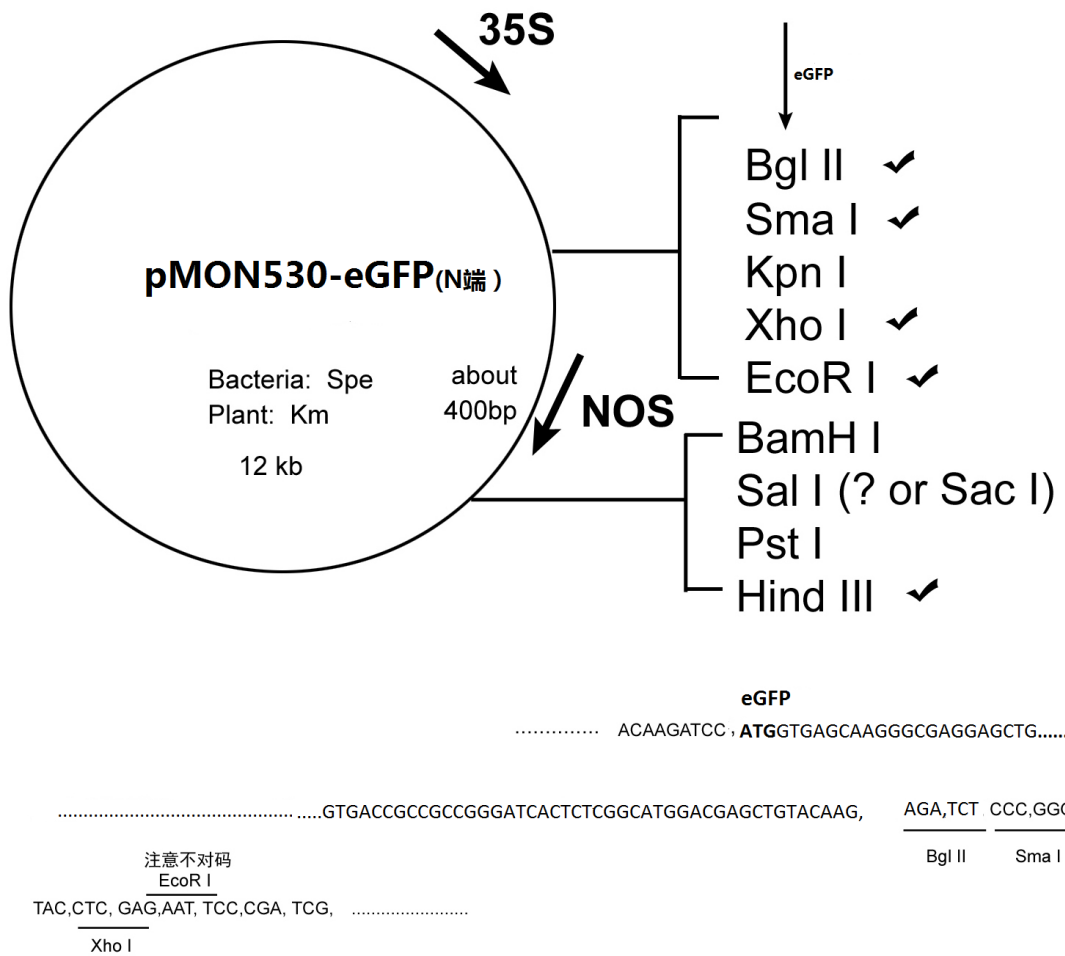 35S
eGFP
Bgl II ✓
Sma I ✓
Kpn I
Xho I ✓
EcoR I ✓
pMON530-eGFP(N端)
Bacteria: Spe
Plant: Km
12 kb
about
400bp
NOS
BamH I
Sal I (? or Sac I)
Pst I
Hind III ✓
eGFP
.............. ACAAGATCC, ATGGTGAGCAAGGGCGAGGAGCTG......
.....GTGACCGCCGCCGGGATCACTCTCGGCATGGACGAGCTGTACAAG, AGA,TCT CCC,GGG
Bgl II Sma I
注意不对码
EcoR I
TAC,CTC, GAG,AAT, TCC,CGA, TCG, ........................
Xho I